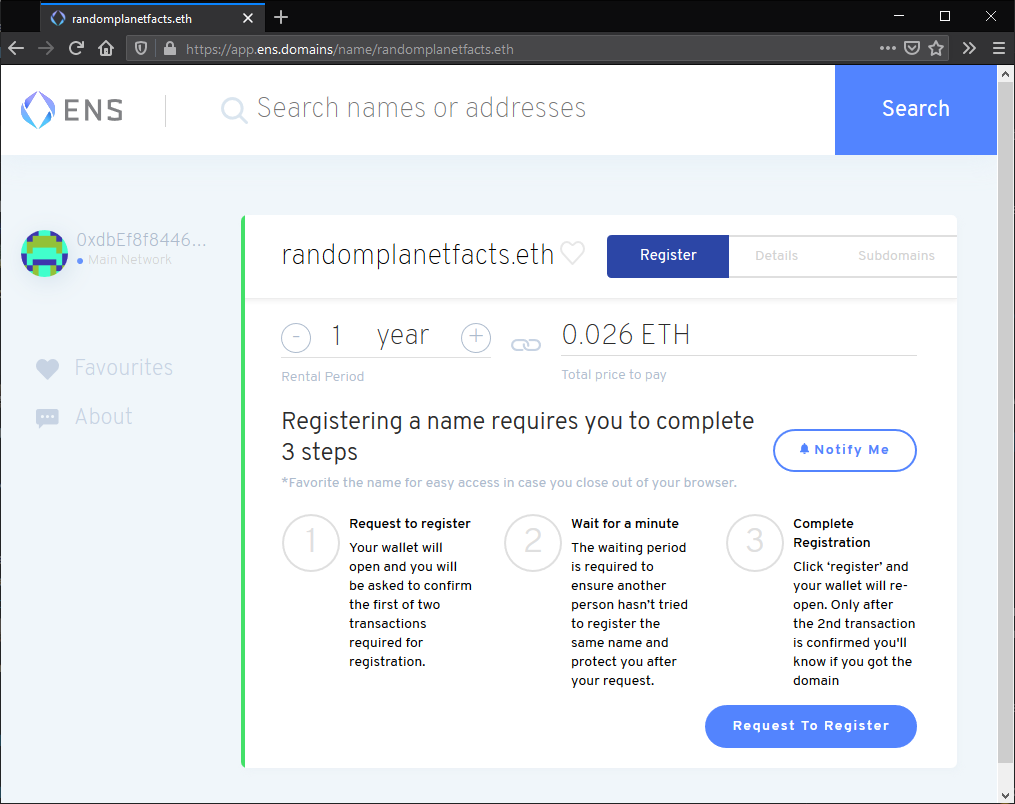 randomplanetfacts.eth
https://app.ens.domains/name/randomplanetfacts.eth
ENS
Search names or addresses
Search
0xdbEf8f8446...
Main Network
Favourites
About
randomplanetfacts.eth
Register
Details
Subdomains
- 1 year +
Rental Period
0.026 ETH
Total price to pay
Registering a name requires you to complete
3 steps
*Favorite the name for easy access in case you close out of your browser.
Notify Me
1
Request to register
Your wallet will
open and you will
be asked to confirm
the first of two
transactions
required for
registration.
2
Wait for a minute
The waiting period
is required to
ensure another
person hasn't tried
to register the
same name and
protect you after
your request.
3
Complete
Registration
Click ‘register’ and
your wallet will re-
open. Only after
the 2nd transaction
is confirmed you'll
know if you got the
domain
Request To Register